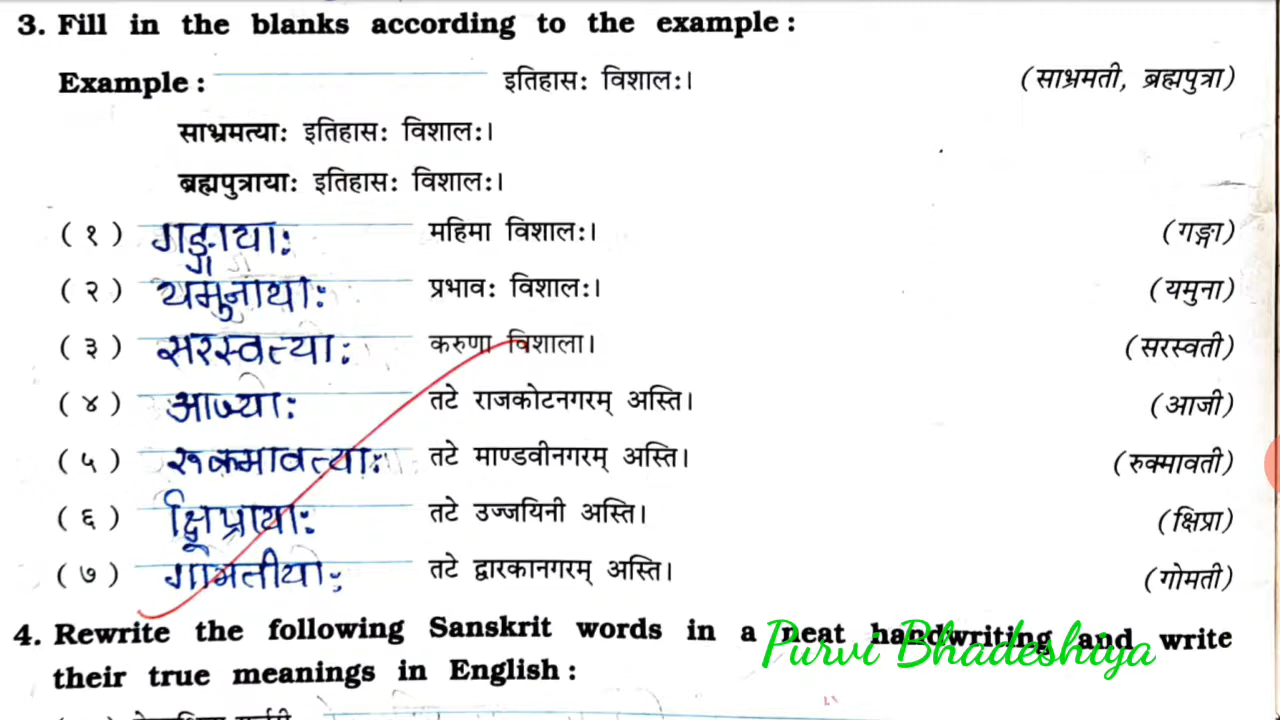 3. Fill in the blanks according to the example :
Example : इतिहासः विशालः। (साभ्रमती, ब्रह्मपुत्रा)
साभ्रमत्याः इतिहासः विशालः।
ब्रह्मपुत्रायाः इतिहासः विशालः।
(१) गङ्गायाः महिमा विशालः। (गङ्गा)
(२) यमुनायाः प्रभावः विशालः। (यमुना)
(३) सरस्वत्याः करुणा विशाला। (सरस्वती)
(४) आज्याः तटे राजकोटनगरम् अस्ति। (आजी)
(५) रुकमावत्याः तटे माण्डवीनगरम् अस्ति। (रुक्मावती)
(६) क्षिप्रायाः तटे उज्जयिनी अस्ति। (क्षिप्रा)
(७) गामतीयाः तटे द्वारकानगरम् अस्ति। (गोमती)
4. Rewrite the following Sanskrit words in a neat handwriting and write
their true meanings in English :
Purvi Bhadeshiya